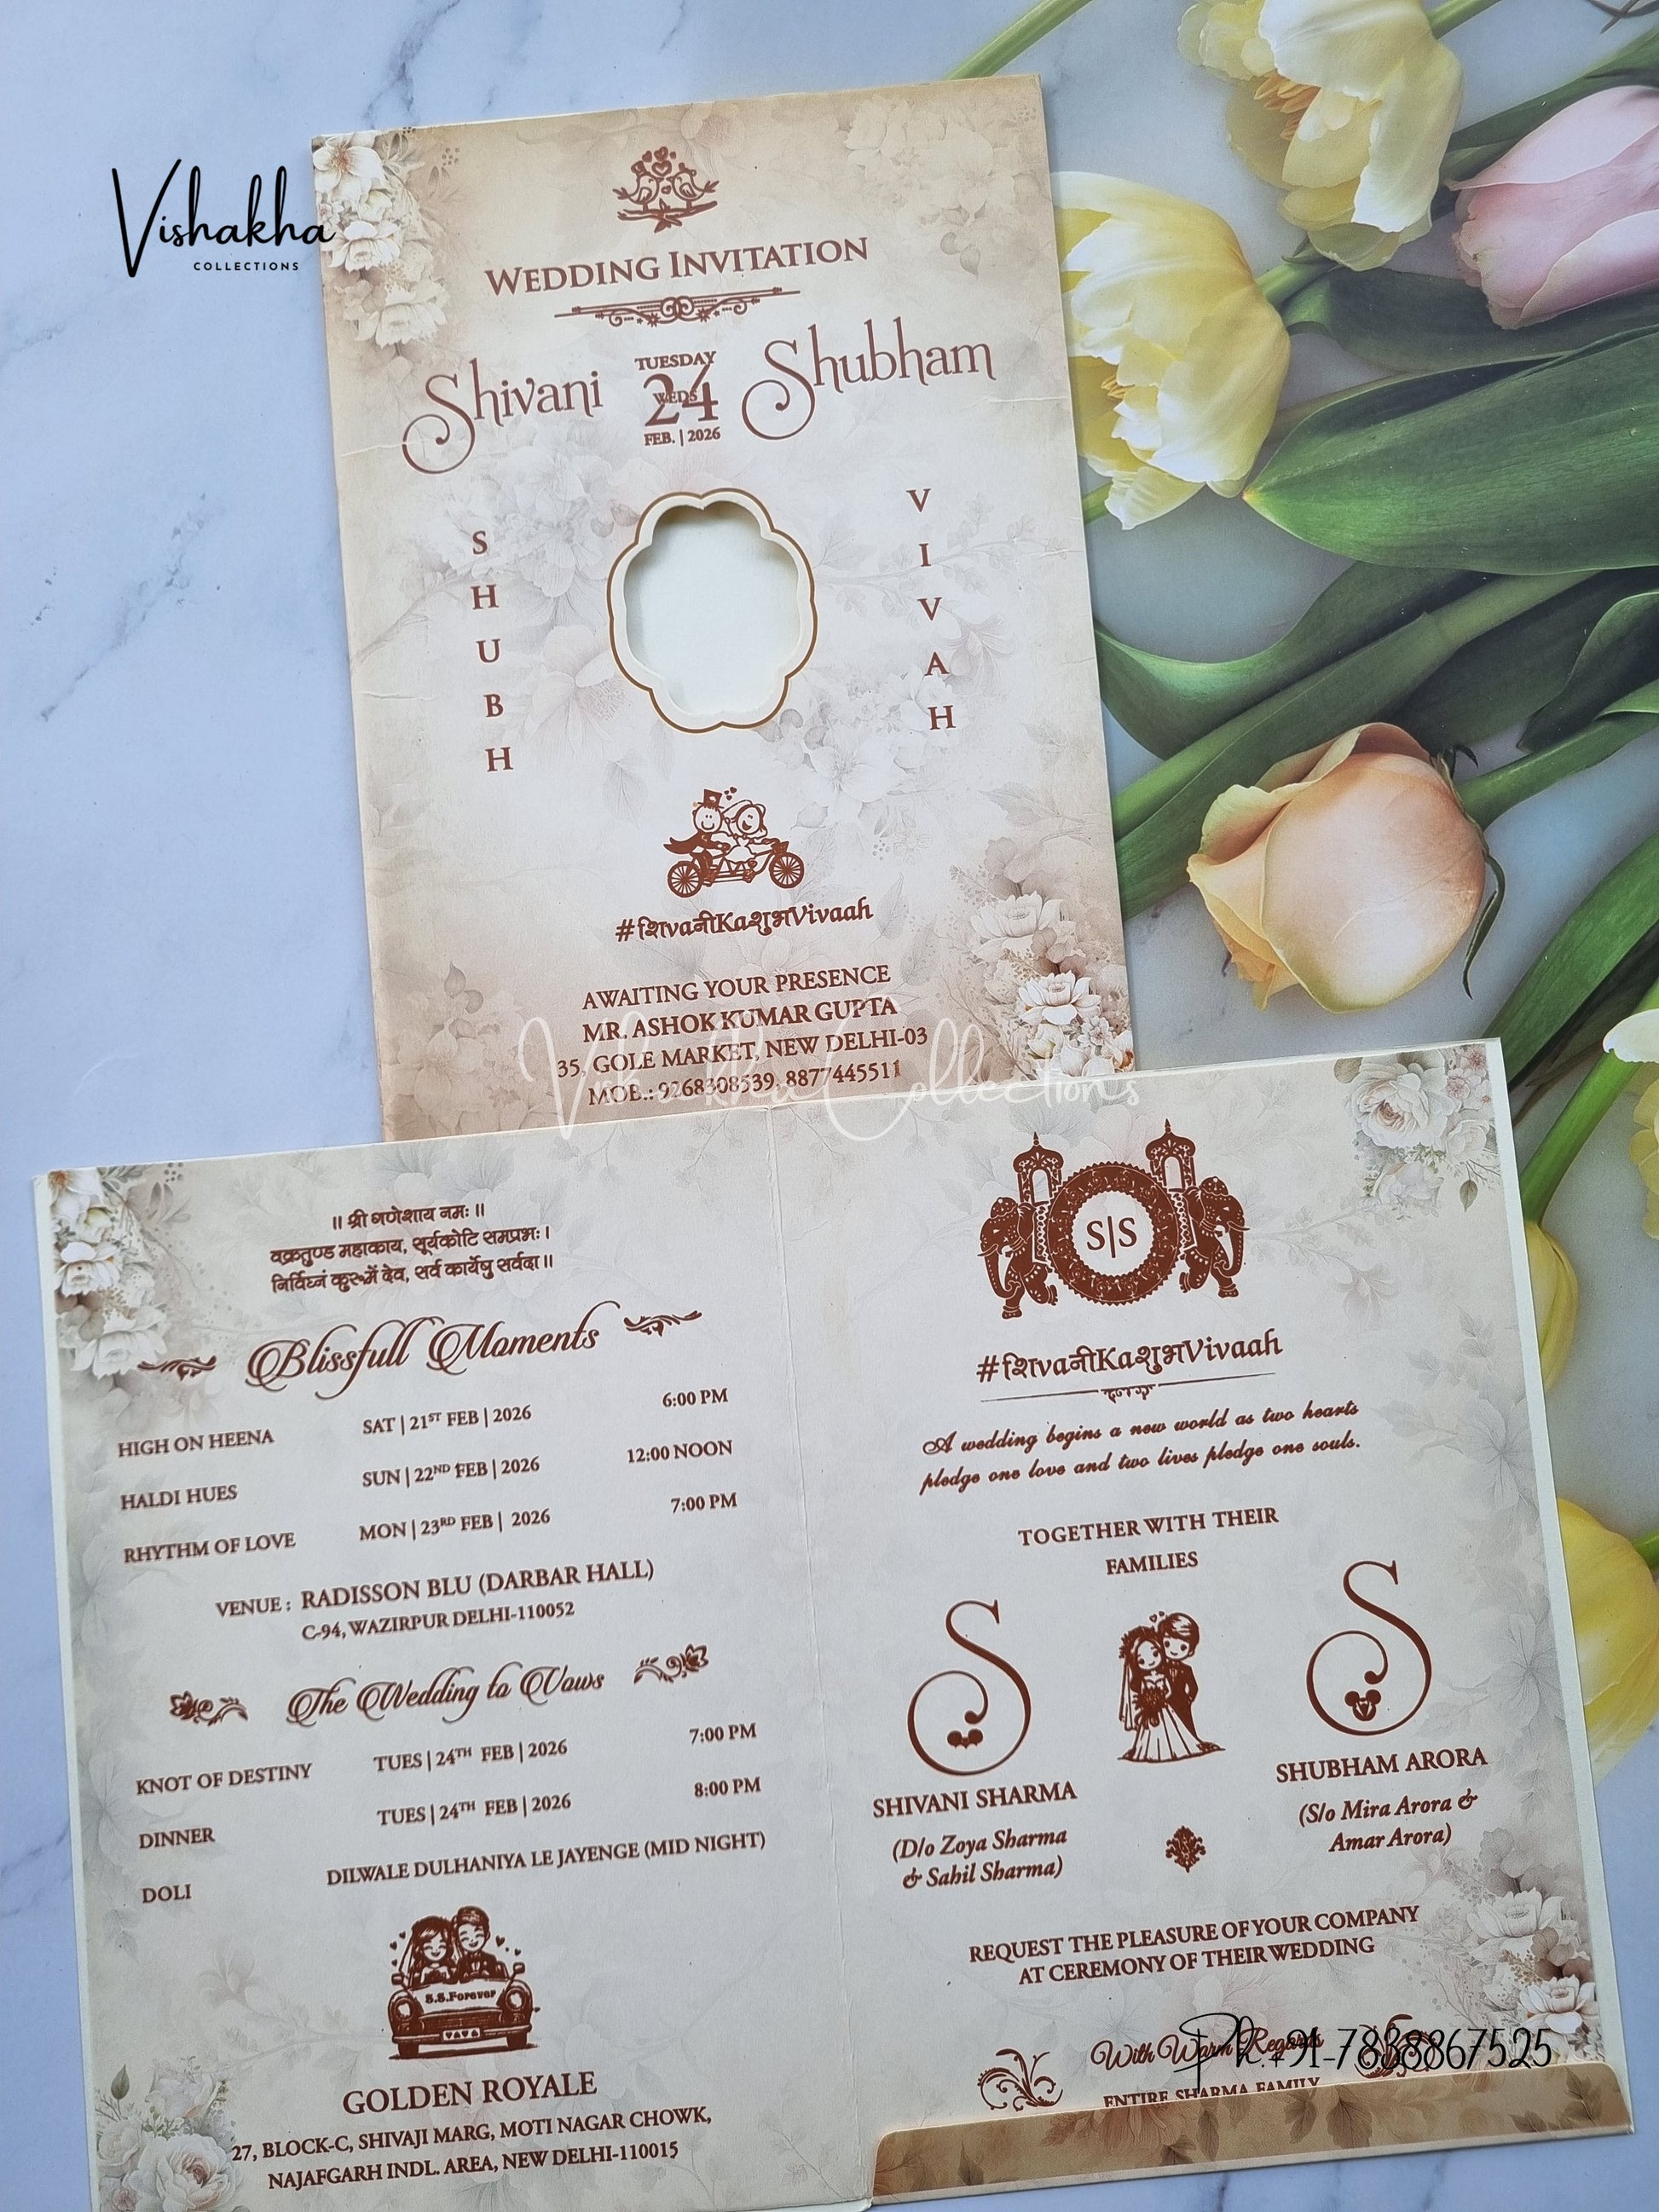 Vishakha
COLLECTIONS
WEDDING INVITATION
Shivani
TUESDAY
24
WEDS
FEB. | 2026
Shubham
SHUBH
VIVAH
#शिvaनीKaशुभVivaah
AWAITING YOUR PRESENCE
MR. ASHOK KUMAR GUPTA
35, GOLE MARKET, NEW DELHI-03
MOB.: 9268308539, 8877445511
Vishakha Collections
|| श्री गणेशाय नमः ||
वक्रतुण्ड महाकाय, सूर्यकोटि समप्रभः।
निर्विघ्नं कुरूमें देव, सर्व कार्येषु सर्वदा॥
Blissfull Moments
HIGH ON HEENA SAT | 21ST FEB | 2026 6:00 PM
HALDI HUES SUN | 22ND FEB | 2026 12:00 NOON
RHYTHM OF LOVE MON | 23RD FEB | 2026 7:00 PM
VENUE : RADISSON BLU (DARBAR HALL)
C-94, WAZIRPUR DELHI-110052
The Wedding to Vows
KNOT OF DESTINY TUES | 24TH FEB | 2026 7:00 PM
DINNER TUES | 24TH FEB | 2026 8:00 PM
DOLI DILWALE DULHANIYA LE JAYENGE (MID NIGHT)
S.S.Forever
GOLDEN ROYALE
27, BLOCK-C, SHIVAJI MARG, MOTI NAGAR CHOWK,
NAJAFGARH INDL. AREA, NEW DELHI-110015
S|S
#शिvaनीKaशुभVivaah
A wedding begins a new world as two hearts
pledge one love and two lives pledge one souls.
TOGETHER WITH THEIR
FAMILIES
S
S
SHIVANI SHARMA
(D/o Zoya Sharma
& Sahil Sharma)
SHUBHAM ARORA
(S/o Mira Arora &
Amar Arora)
REQUEST THE PLEASURE OF YOUR COMPANY
AT CEREMONY OF THEIR WEDDING
With Warm Regards
ENTIRE SHARMA FAMILY
Ph.+91-7838867525